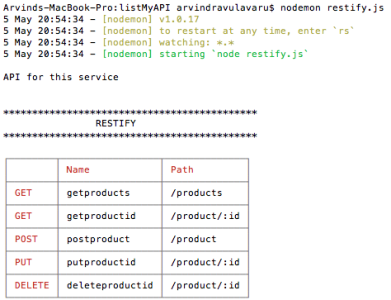 Arvinds-MacBook-Pro:listMyAPI arvindravulavaru$ nodemon restify.js
5 May 20:54:34 - [nodemon] v1.0.17
5 May 20:54:34 - [nodemon] to restart at any time, enter `rs`
5 May 20:54:34 - [nodemon] watching: *.*
5 May 20:54:34 - [nodemon] starting `node restify.js`
API for this service
********************************************
RESTIFY
********************************************
Name Path
GET getproducts /products
GET getproductid /product/:id
POST postproduct /product
PUT putproductid /product/:id
DELETE deleteproductid /product/:id